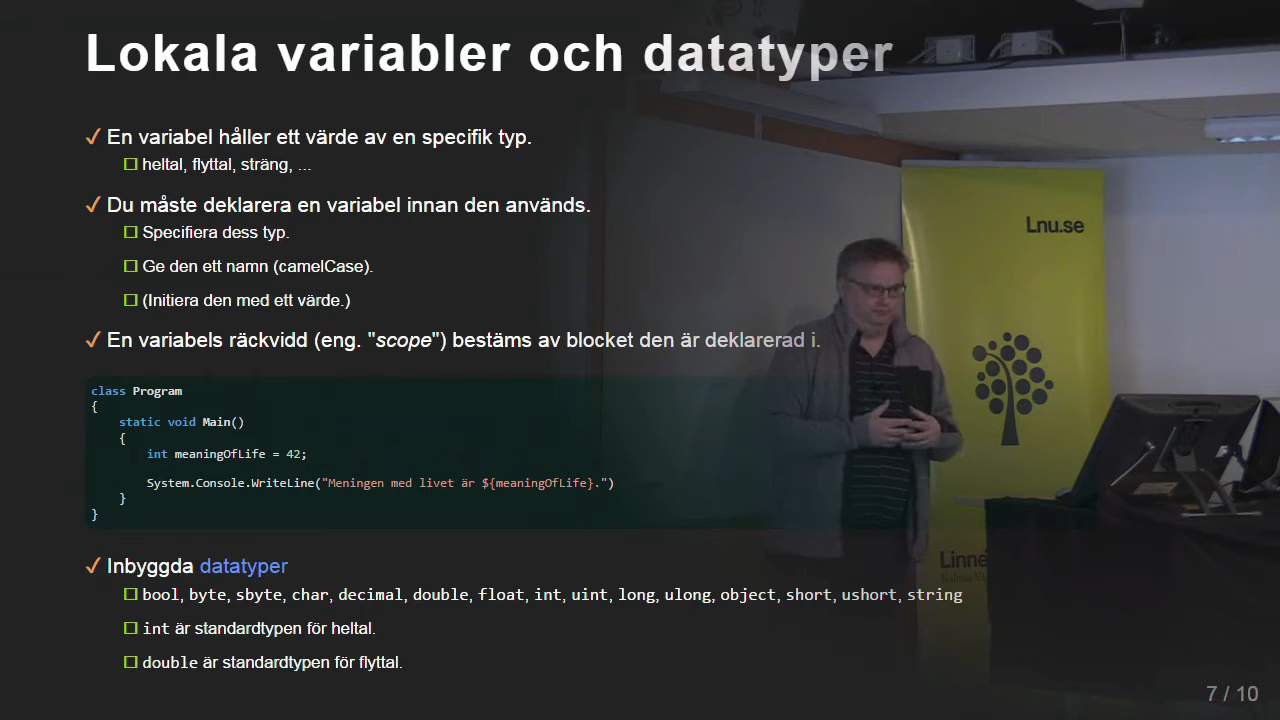 Lokala variabler och datatyper
✓ En variabel håller ett värde av en specifik typ.
☐ heltal, flyttal, sträng, ...
✓ Du måste deklarera en variabel innan den används.
☐ Specifiera dess typ.
☐ Ge den ett namn (camelCase).
☐ (Initiera den med ett värde.)
✓ En variabels räckvidd (eng. "scope") bestäms av blocket den är deklarerad i.
class Program
{
static void Main()
{
int meaningOfLife = 42;
System.Console.WriteLine("Meningen med livet är ${meaningOfLife}.")
}
}
✓ Inbyggda datatyper
☐ bool, byte, sbyte, char, decimal, double, float, int, uint, long, ulong, object, short, ushort, string
☐ int är standardtypen för heltal.
☐ double är standardtypen för flyttal.
Lnu.se
Linne
7 / 10